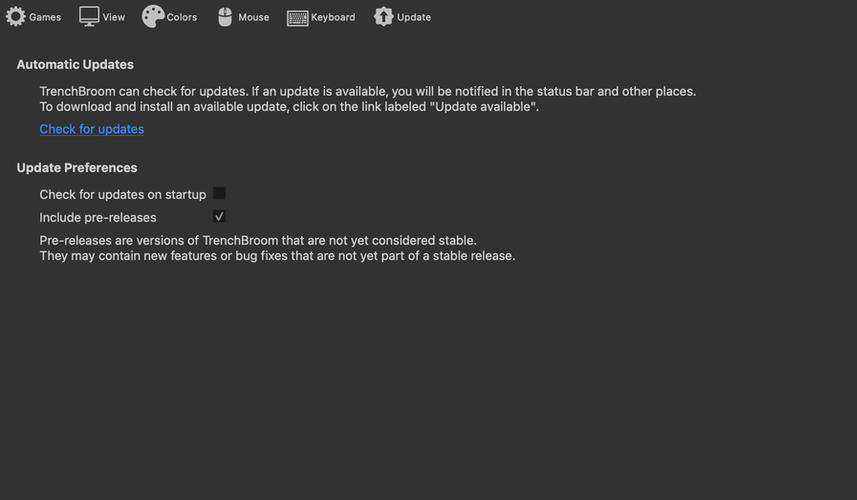 Games View Colors Mouse Keyboard Update
Automatic Updates
TrenchBroom can check for updates. If an update is available, you will be notified in the status bar and other places.
To download and install an available update, click on the link labeled "Update available".
Check for updates
Update Preferences
Check for updates on startup
Include pre-releases
Pre-releases are versions of TrenchBroom that are not yet considered stable.
They may contain new features or bug fixes that are not yet part of a stable release.